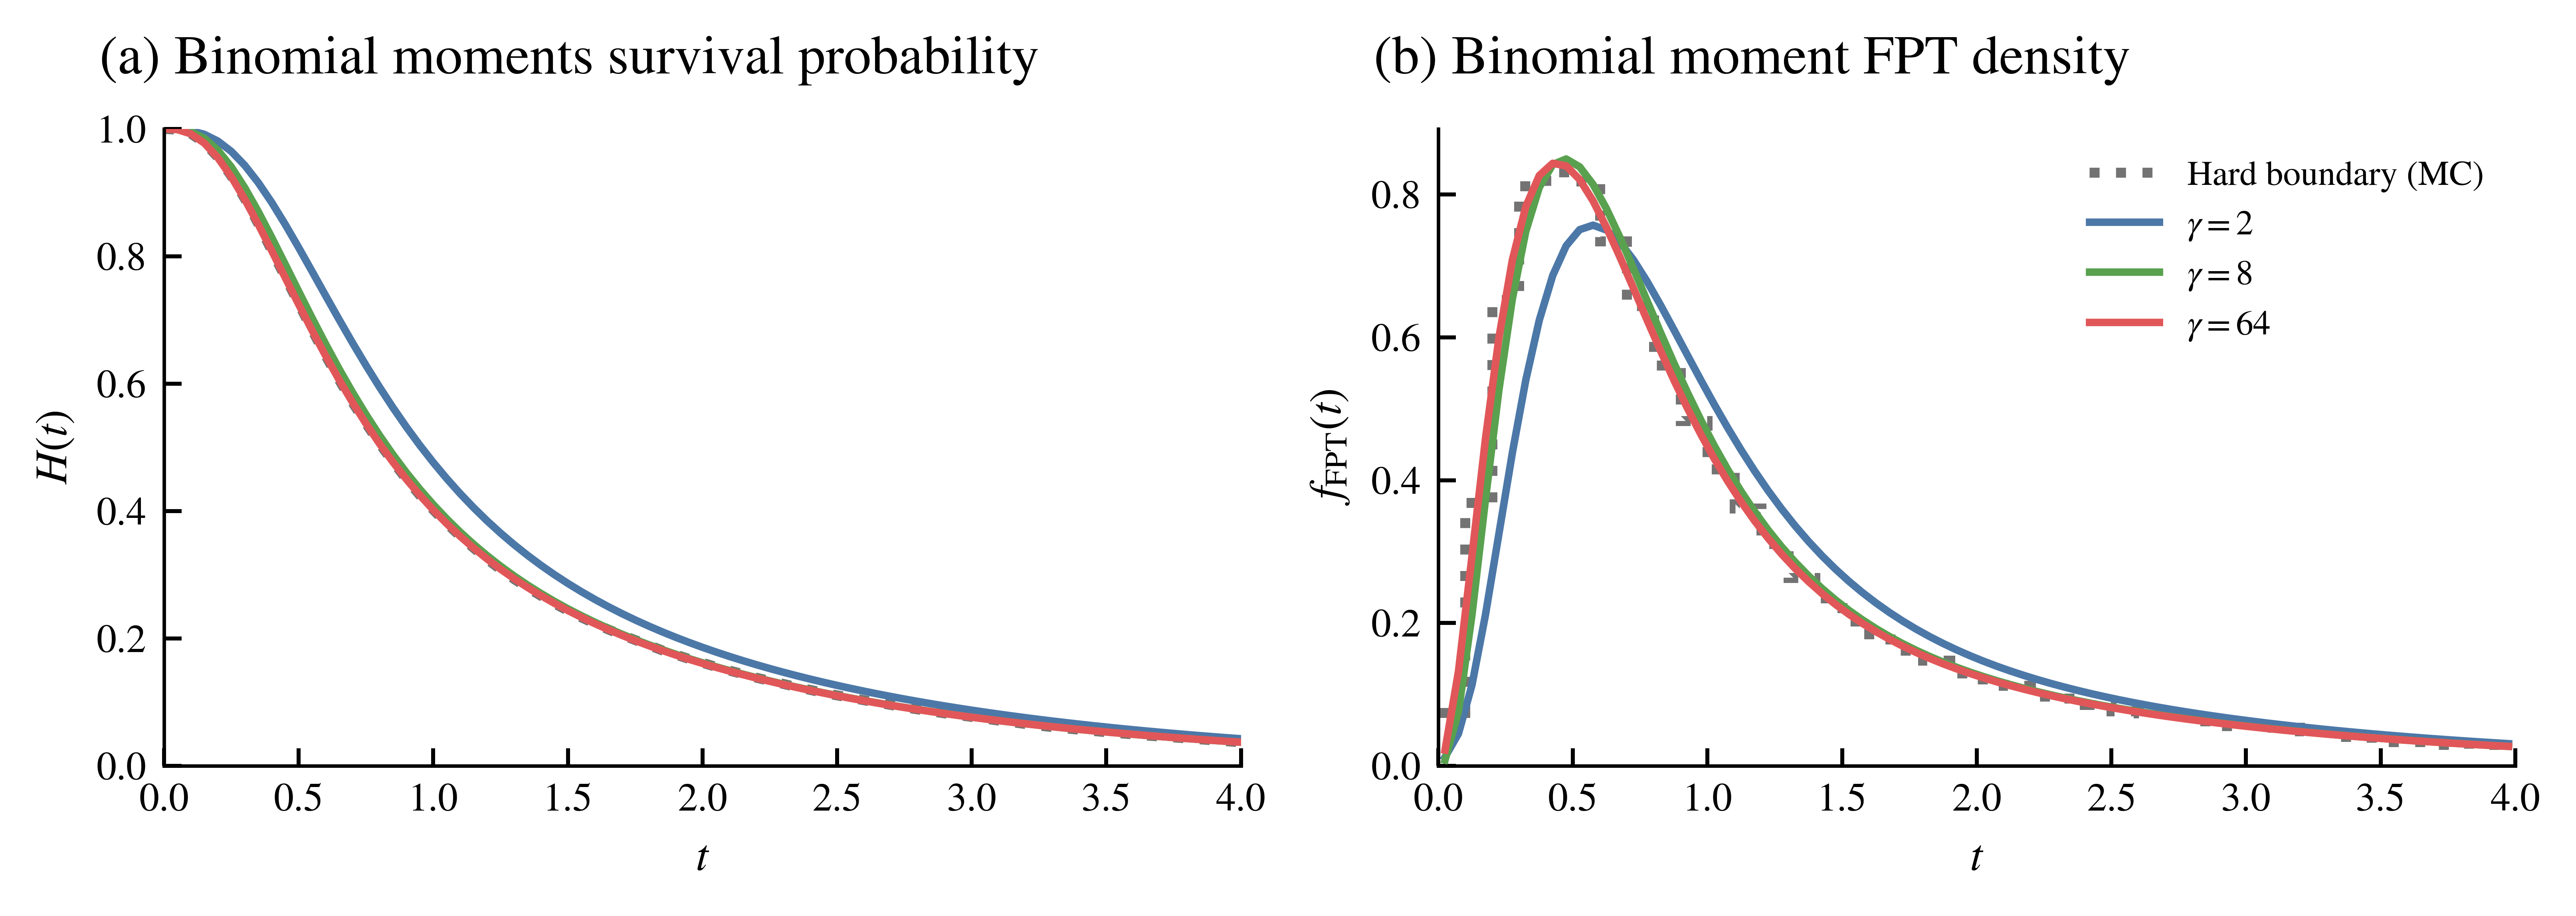 (a) Binomial moments survival probability
1.0
0.8
0.6
0.4
0.2
0.0
H(t)
0.0 0.5 1.0 1.5 2.0 2.5 3.0 3.5 4.0
t
(b) Binomial moment FPT density
Hard boundary (MC)
γ = 2
γ = 8
γ = 64
0.8
0.6
0.4
0.2
0.0
f_FPT(t)
0.0 0.5 1.0 1.5 2.0 2.5 3.0 3.5 4.0
t